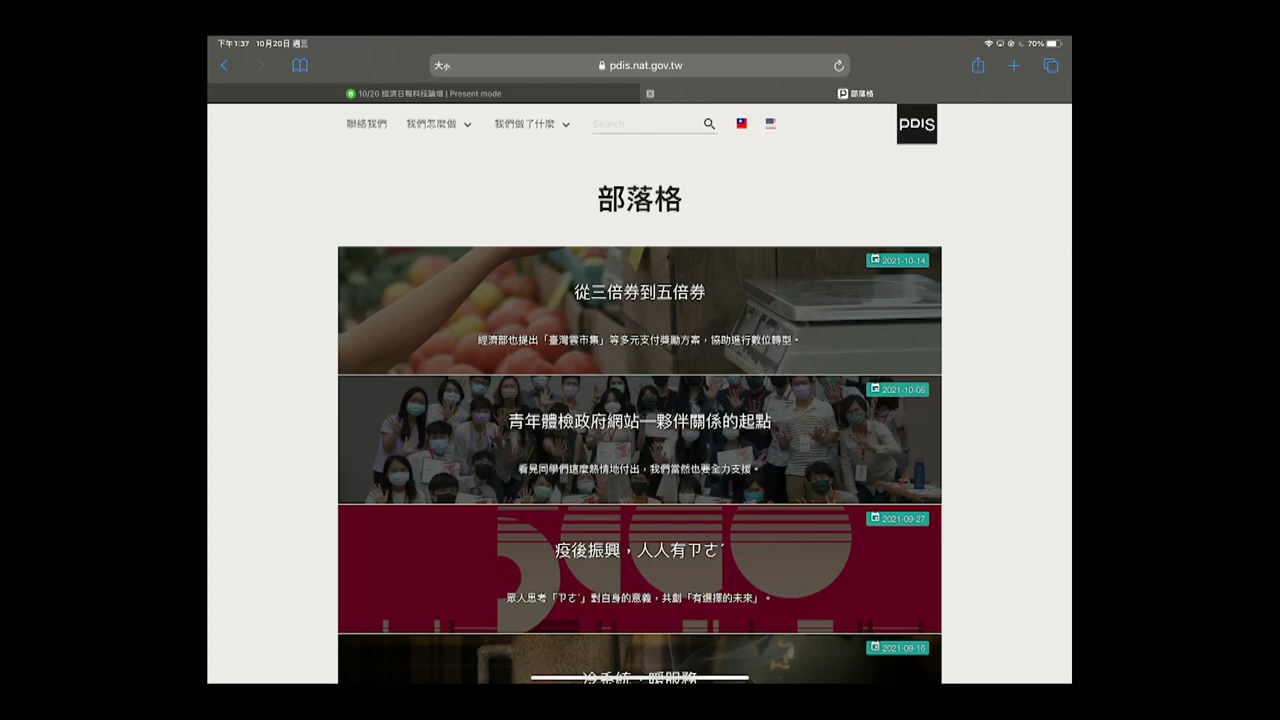 下午1:37 10月20日 週三
70%
大小
pdis.nat.gov.tw
10/20 經濟日報科技論壇 | Present mode
部落格
聯絡我們
我們怎麼做
我們做了什麼
Search
PDIS
部落格
2021-10-14
從三倍券到五倍券
經濟部也提出「臺灣雲市集」等多元支付獎勵方案，協助進行數位轉型。
2021-10-05
青年體檢政府網站—夥伴關係的起點
看見同學們這麼熱情地付出，我們當然也要全力支援。
2021-09-27
疫後振興，人人有ㄗㄜˊ
眾人思考「ㄗㄜˊ」對自身的意義，共創「有選擇的未來」。
2021-09-16
冷系統，暖服務